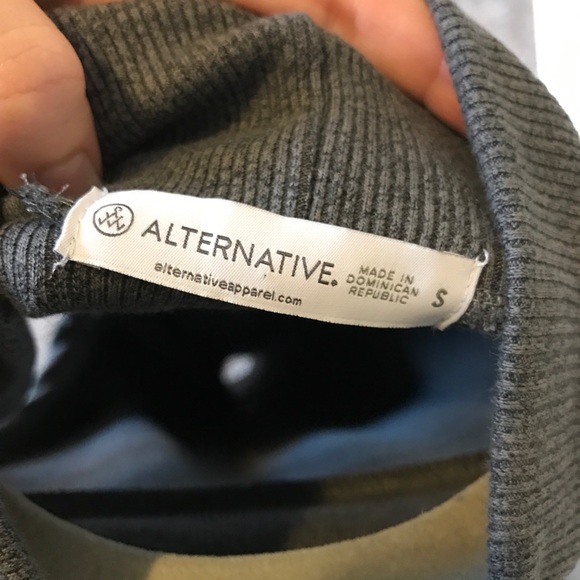 ALTERNATIVE.
alternativeapparel.com
MADE IN
DOMINICAN
REPUBLIC
S